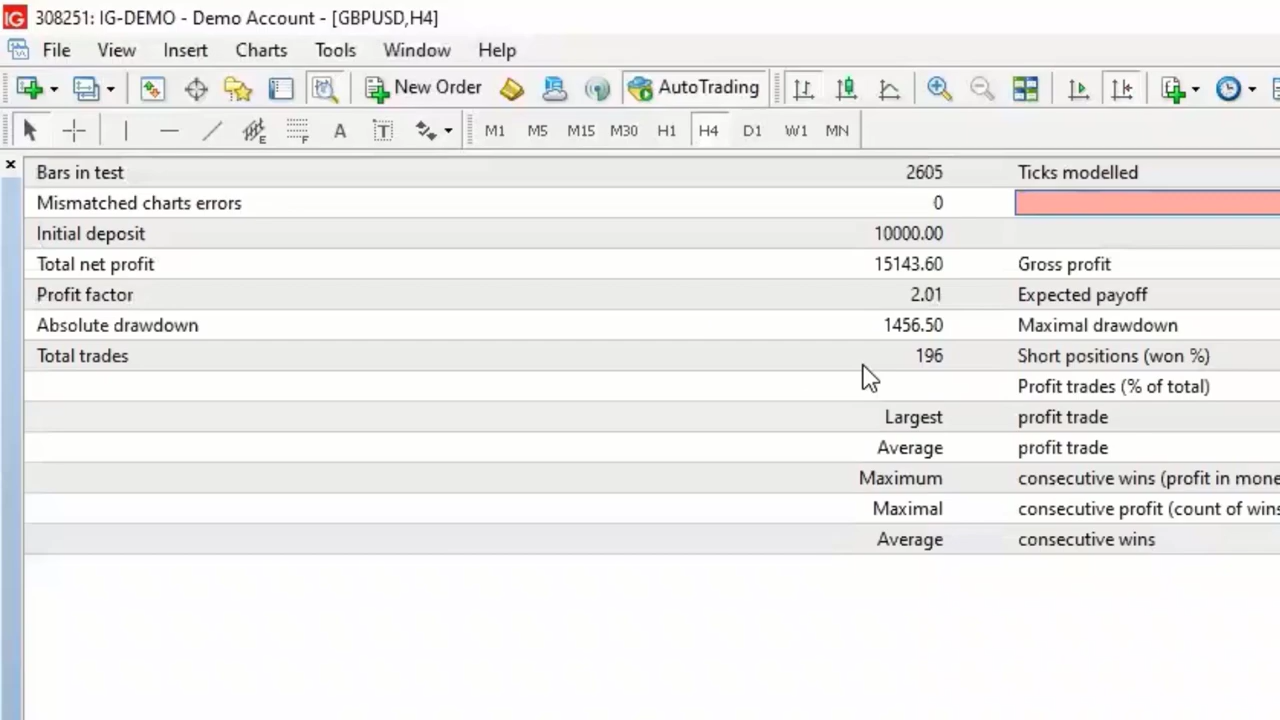 IG 308251: IG-DEMO - Demo Account - [GBPUSD,H4]
File View Insert Charts Tools Window Help
New Order AutoTrading
E F A T M1 M5 M15 M30 H1 H4 D1 W1 MN
Bars in test 2605 Ticks modelled
Mismatched charts errors 0
Initial deposit 10000.00
Total net profit 15143.60 Gross profit
Profit factor 2.01 Expected payoff
Absolute drawdown 1456.50 Maximal drawdown
Total trades 196 Short positions (won %)
Profit trades (% of total)
Largest profit trade
Average profit trade
Maximum consecutive wins (profit in mone
Maximal consecutive profit (count of wins
Average consecutive wins